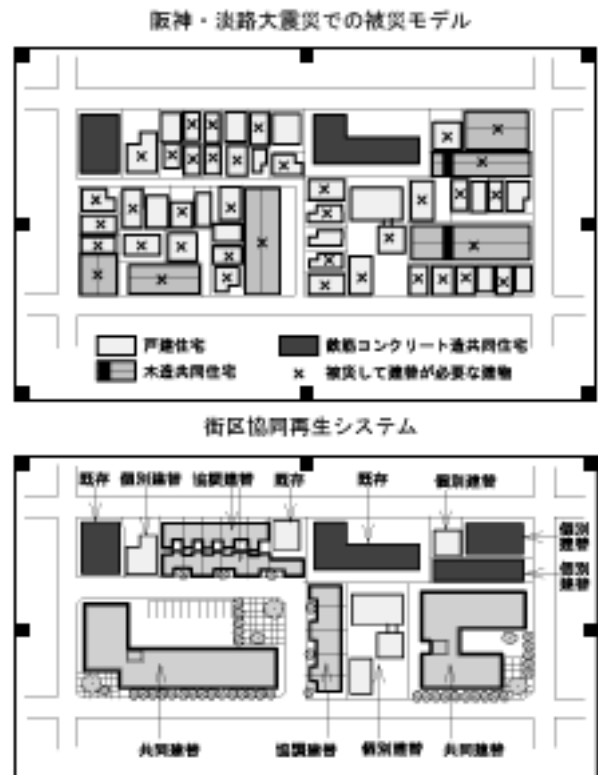 阪神・淡路大震災での被災モデル
戸建住宅
鉄筋コンクリート造共同住宅
木造共同住宅
× 被災して建替が必要な建物
街区協同再生システム
既存 個別建替 協調建替 既存 既存 個別建替
個別
建替
個別
建替
共同建替 協調建替 個別建替 共同建替